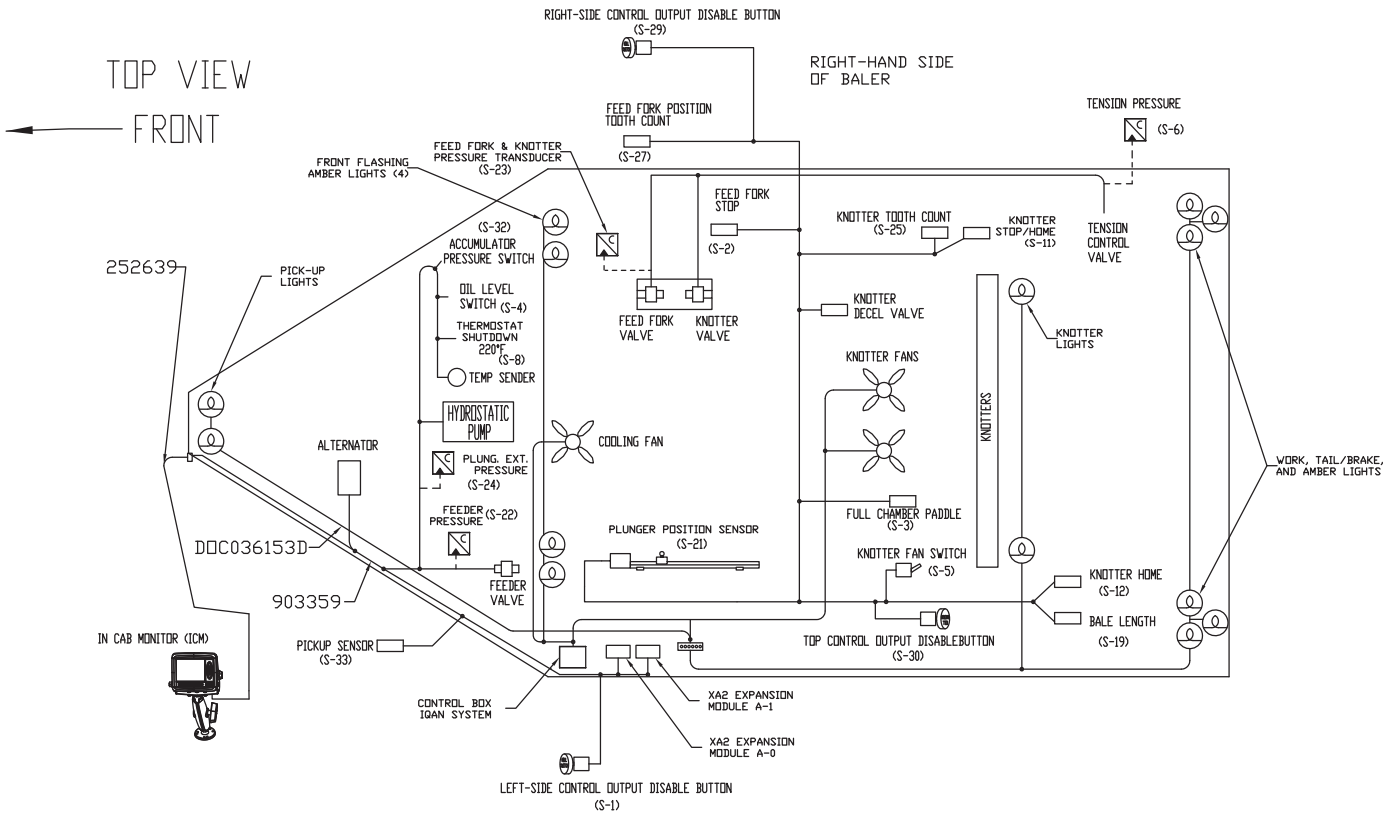 RIGHT-SIDE CONTROL OUTPUT DISABLE BUTTON
(S-29)
TOP VIEW
FRONT
RIGHT-HAND SIDE
OF BALER
FEED FORK POSITION
TOOTH COUNT
(S-27)
TENSION PRESSURE
C
(S-6)
FRONT FLASHING
AMBER LIGHTS (4)
FEED FORK & KNOTTER
PRESSURE TRANSDUCER
(S-23)
C
FEED FORK
STOP
(S-2)
KNOTTER TOOTH COUNT
(S-25)
KNOTTER
STOP/HOME
(S-11)
TENSION
CONTROL
VALVE
(S-32)
ACCUMULATOR
PRESSURE SWITCH
252639
PICK-UP
LIGHTS
OIL LEVEL
SWITCH (S-4)
THERMOSTAT
SHUTDOWN
220°F
(S-8)
TEMP SENDER
FEED FORK
VALVE
KNOTTER
VALVE
KNOTTER
DECEL VALVE
KNOTTER
LIGHTS
KNOTTER FANS
KNOTTERS
HYDROSTATIC
PUMP
COOLING FAN
ALTERNATOR
C
PLUNG. EXT.
PRESSURE
(S-24)
WORK, TAIL/BRAKE,
AND AMBER LIGHTS
FEEDER
PRESSURE (S-22)
C
FULL CHAMBER PADDLE
(S-3)
PLUNGER POSITION SENSOR
(S-21)
DOC036153D
KNOTTER FAN SWITCH
(S-5)
903359
FEEDER
VALVE
KNOTTER HOME
(S-12)
BALE LENGTH
(S-19)
IN CAB MONITOR (ICM)
PICKUP SENSOR
(S-33)
TOP CONTROL OUTPUT DISABLEBUTTON
(S-30)
CONTROL BOX
IQAN SYSTEM
XA2 EXPANSION
MODULE A-1
XA2 EXPANSION
MODULE A-0
LEFT-SIDE CONTROL OUTPUT DISABLE BUTTON
(S-1)